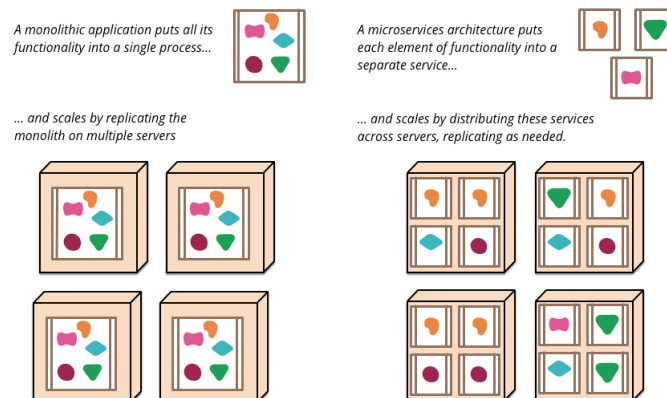 A monolithic application puts all its
functionality into a single process...
... and scales by replicating the
monolith on multiple servers
A microservices architecture puts
each element of functionality into a
separate service...
... and scales by distributing these services
across servers, replicating as needed.